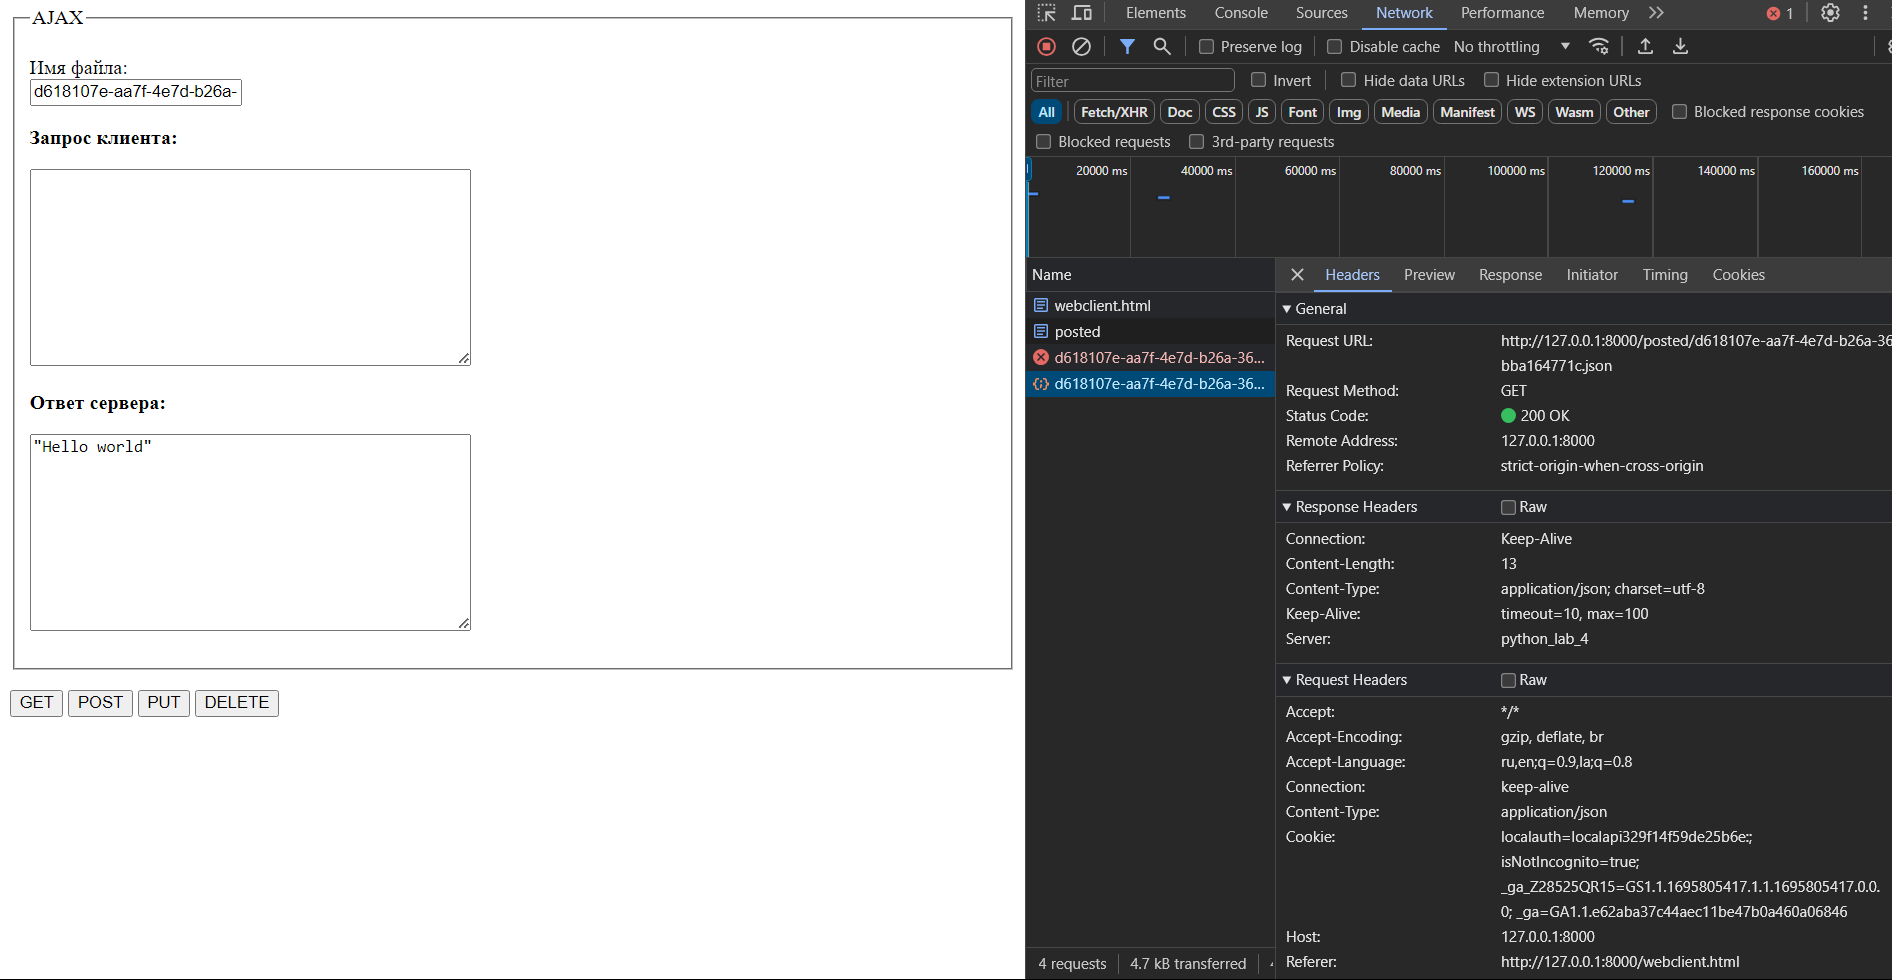 AJAX
Имя файла:
d618107e-aa7f-4e7d-b26a-
Запрос клиента:
Ответ сервера:
"Hello world"
GET POST PUT DELETE
Elements Console Sources Network Performance Memory 1
Preserve log Disable cache No throttling
Filter Invert Hide data URLs Hide extension URLs
All Fetch/XHR Doc CSS JS Font Img Media Manifest WS Wasm Other Blocked response cookies
Blocked requests 3rd-party requests
20000 ms 40000 ms 60000 ms 80000 ms 100000 ms 120000 ms 140000 ms 160000 ms
Name
webclient.html
posted
d618107e-aa7f-4e7d-b26a-36...
d618107e-aa7f-4e7d-b26a-36...
4 requests 4.7 kB transferred
Headers Preview Response Initiator Timing Cookies
General
Request URL: http://127.0.0.1:8000/posted/d618107e-aa7f-4e7d-b26a-36
bba164771c.json
Request Method: GET
Status Code: 200 OK
Remote Address: 127.0.0.1:8000
Referrer Policy: strict-origin-when-cross-origin
Response Headers Raw
Connection: Keep-Alive
Content-Length: 13
Content-Type: application/json; charset=utf-8
Keep-Alive: timeout=10, max=100
Server: python_lab_4
Request Headers Raw
Accept: */*
Accept-Encoding: gzip, deflate, br
Accept-Language: ru,en;q=0.9,la;q=0.8
Connection: keep-alive
Content-Type: application/json
Cookie: localauth=localapi329f14f59de25b6e:;
isNotIncognito=true;
_ga_Z28525QR15=GS1.1.1695805417.1.1.1695805417.0.0.
0; _ga=GA1.1.e62aba37c44aec11be47b0a460a06846
Host: 127.0.0.1:8000
Referer: http://127.0.0.1:8000/webclient.html